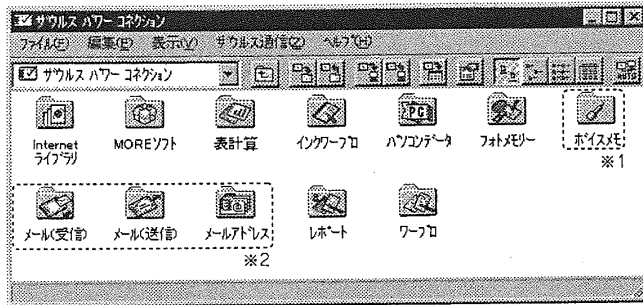 ザウルス パワー コネクション
ファイル(F) 編集(E) 表示(V) ザウルス通信(Z) ヘルプ(H)
ザウルス パワー コネクション
Internet ライブラリ
MOREソフト
表計算
インクワープロ
パソコンデータ
フォトメモリー
ボイスメモ
※1
メール(受信)
メール(送信)
メールアドレス
レポート
ワープロ
※2